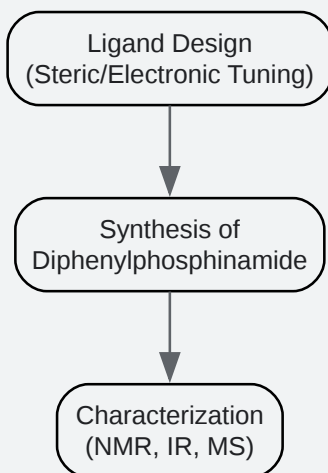 Ligand Design
(Steric/Electronic Tuning)
Synthesis of
Diphenylphosphinamide
Characterization
(NMR, IR, MS)